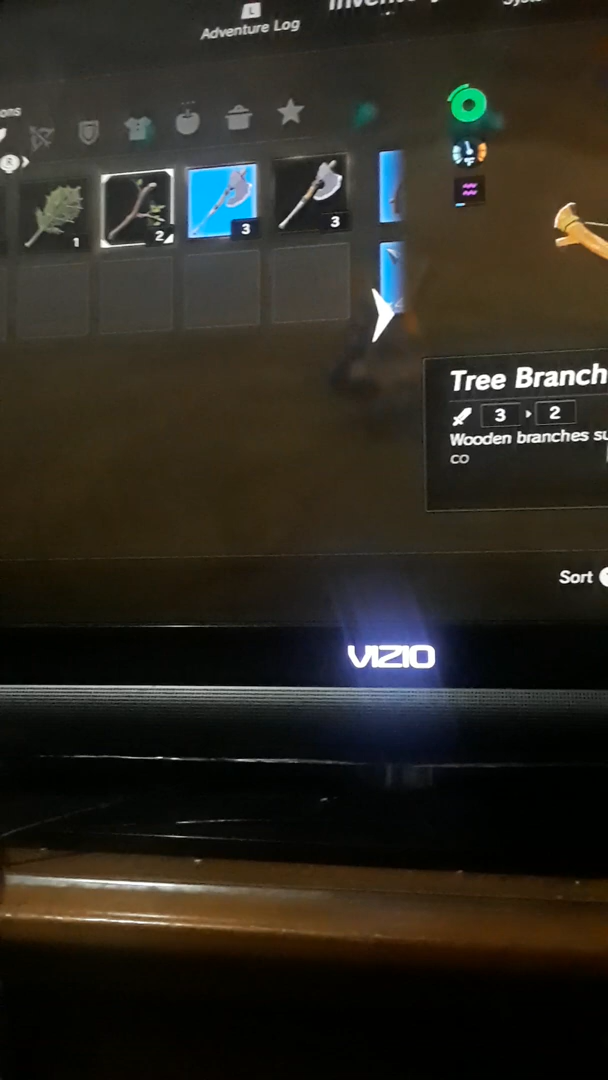 L
Adventure Log
R
1
2
3
3
Tree Branch
3 2
Wooden branches su
co
°F
Sort
VIZIO